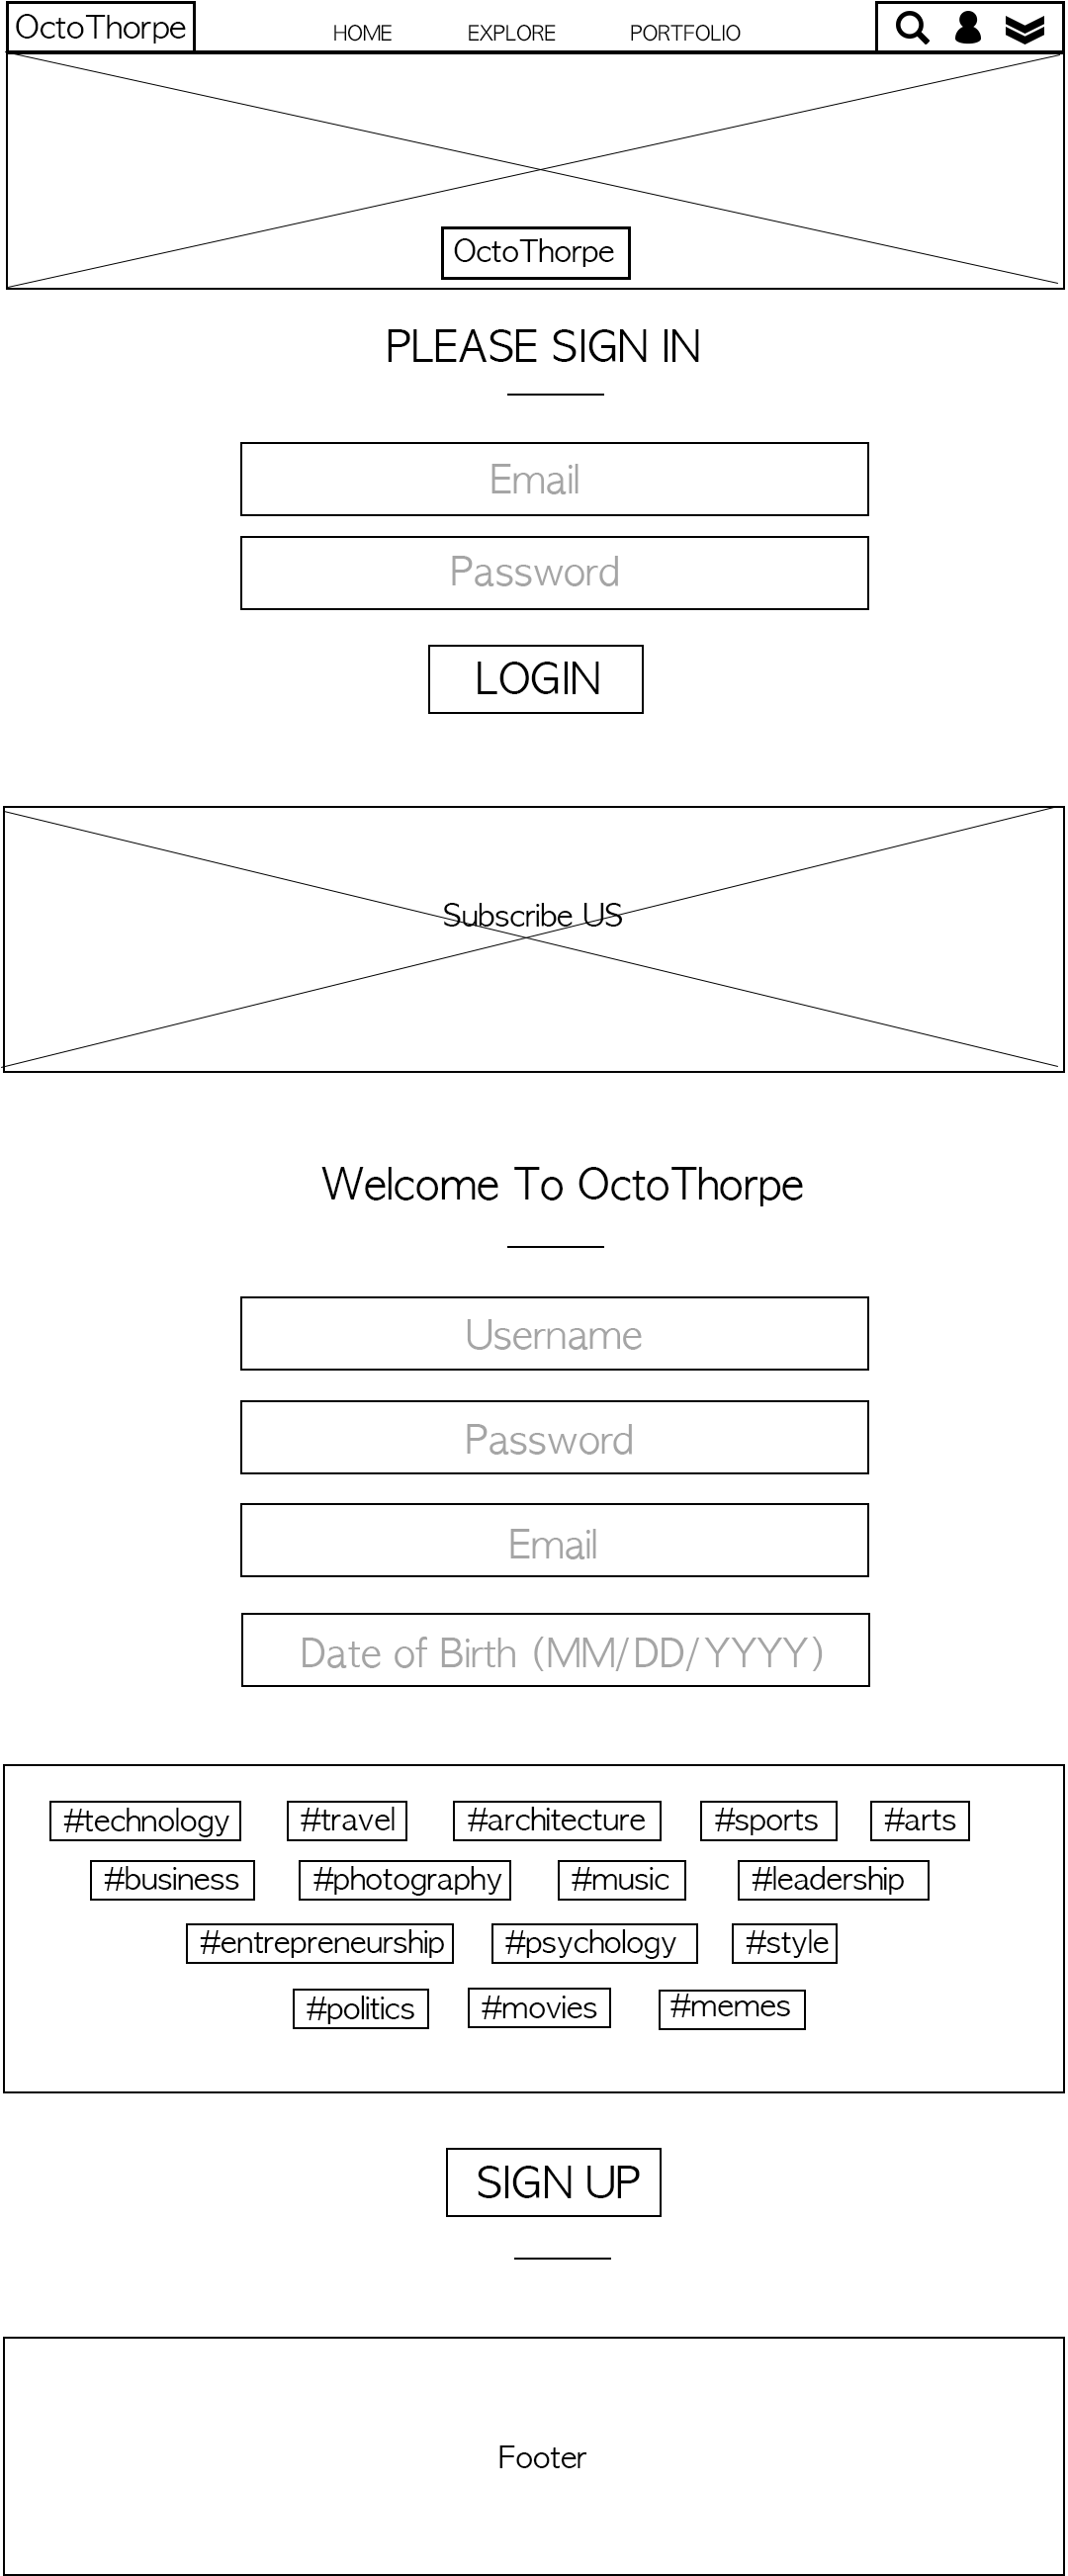 OctoThorpe HOME EXPLORE PORTFOLIO
OctoThorpe
PLEASE SIGN IN
Email
Password
LOGIN
Subscribe US
Welcome To OctoThorpe
Username
Password
Email
Date of Birth (MM/DD/YYYY)
#technology #travel #architecture #sports #arts
#business #photography #music #leadership
#entrepreneurship #psychology #style
#politics #movies #memes
SIGN UP
Footer